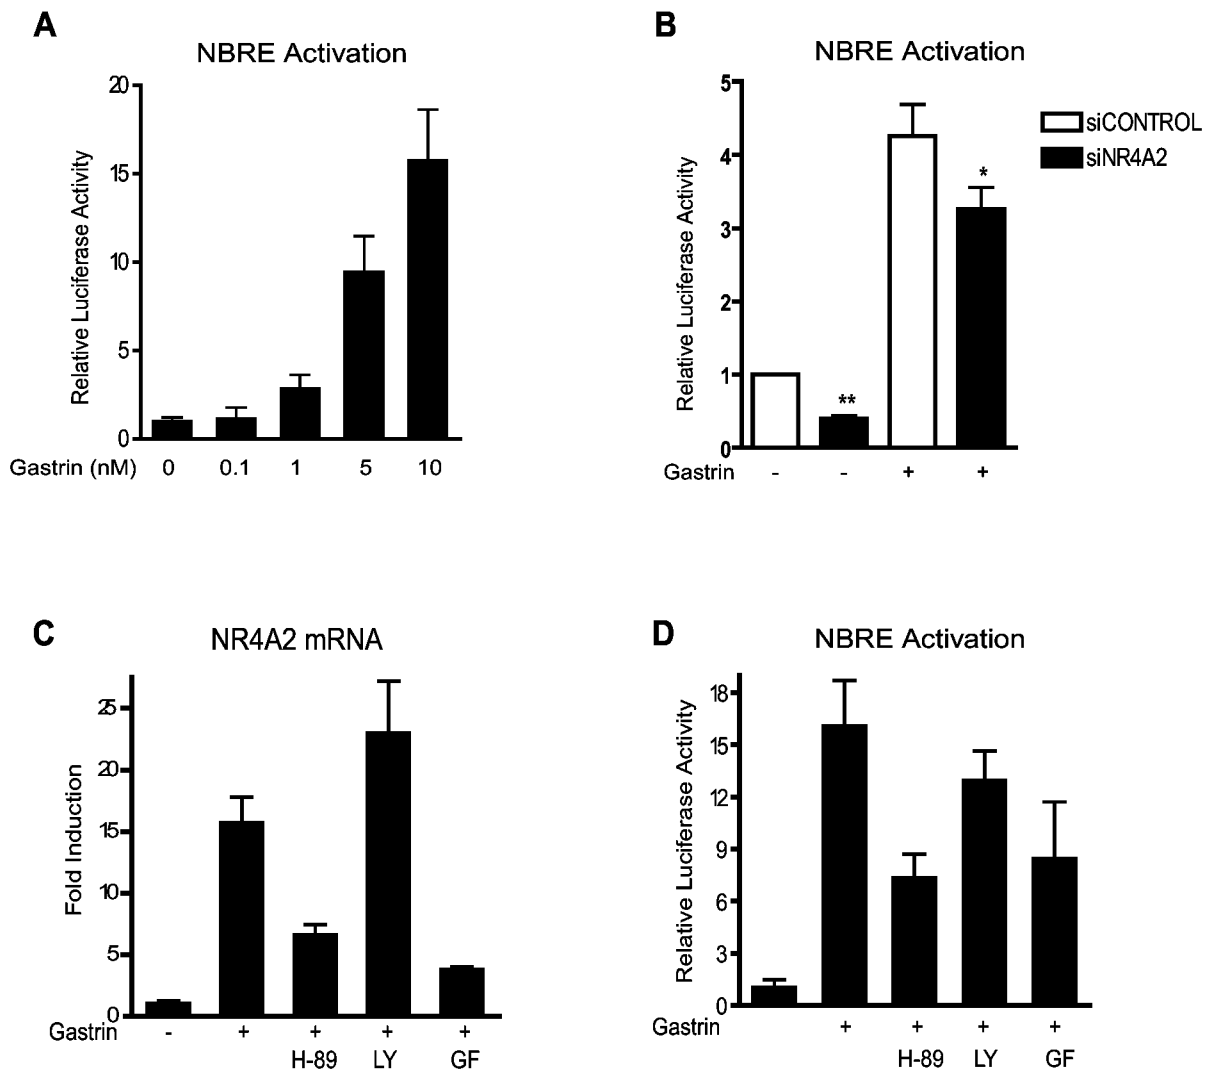 A
NBRE Activation
Relative Luciferase Activity
20
15
10
5
0
Gastrin (nM) 0 0.1 1 5 10
B
NBRE Activation
Relative Luciferase Activity
5
4
3
2
1
0
** *
Gastrin - - + +
siCONTROL
siNR4A2
C
NR4A2 mRNA
Fold Induction
25
20
15
10
5
0
Gastrin - + + + +
H-89 LY GF
D
NBRE Activation
Relative Luciferase Activity
18
15
12
9
6
3
0
Gastrin + + + +
H-89 LY GF